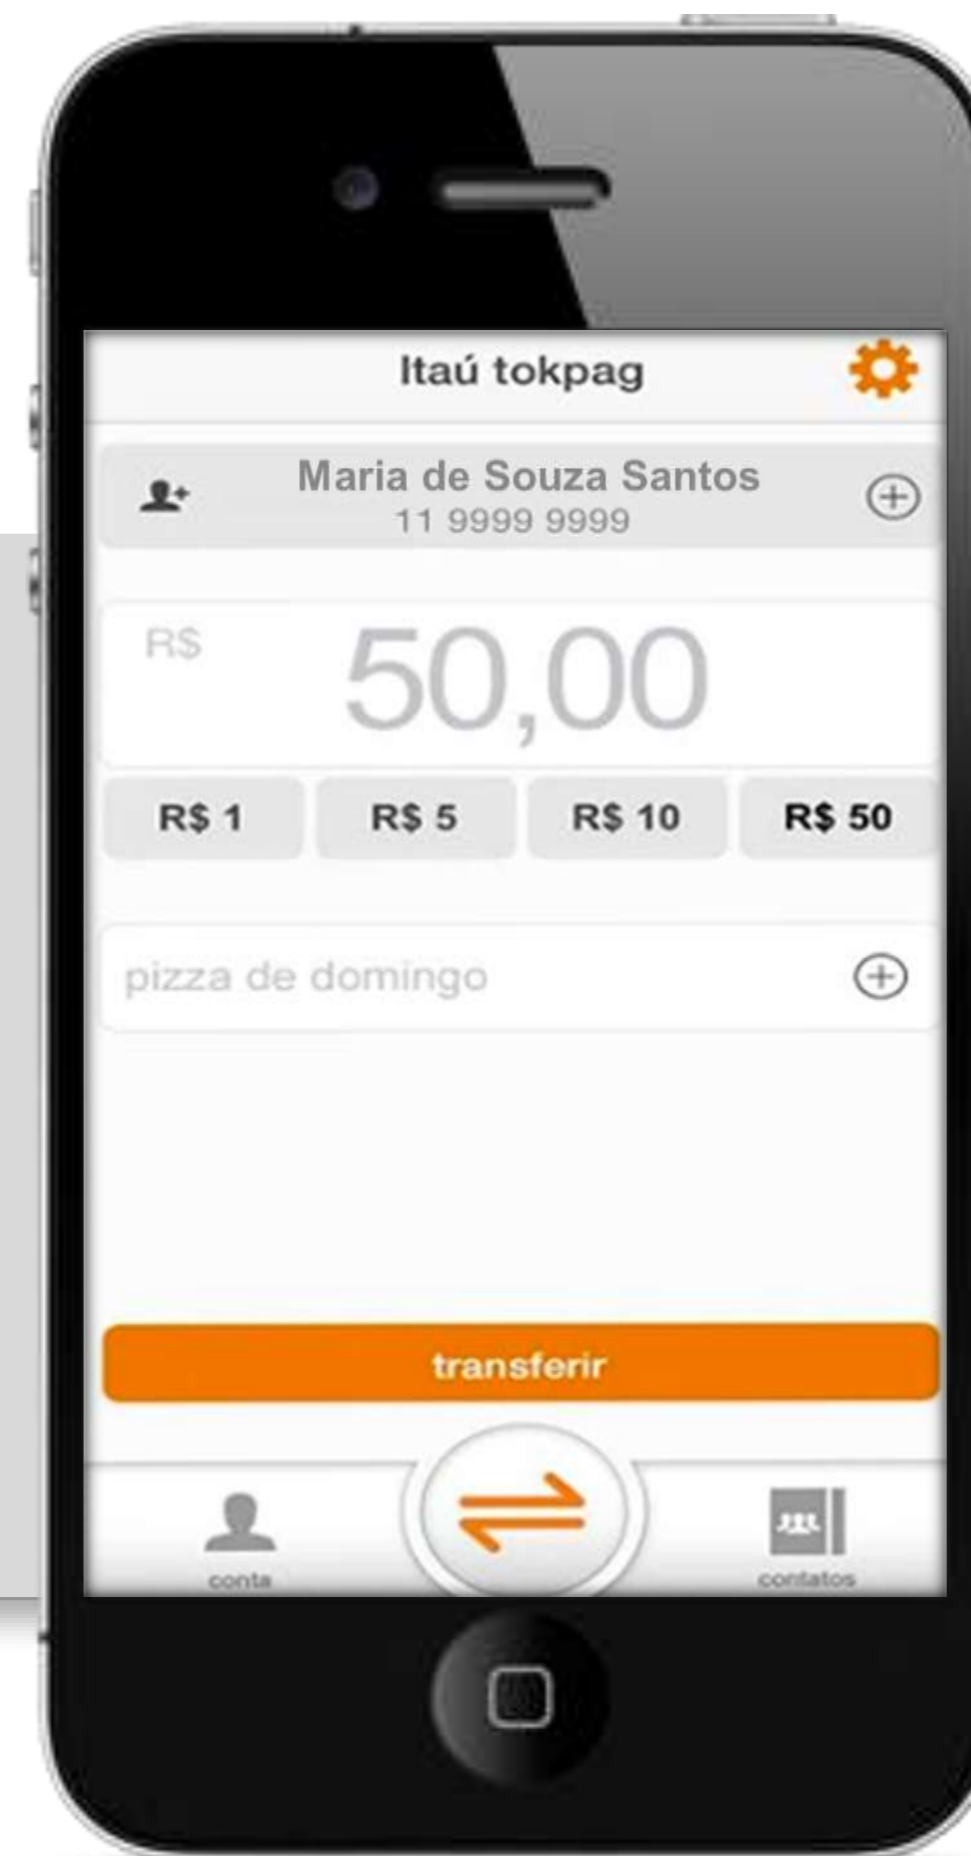 Itaú tokpag
Maria de Souza Santos
11 9999 9999
R$ 50,00
R$ 1 R$ 5 R$ 10 R$ 50
pizza de domingo
transferir
conta contatos